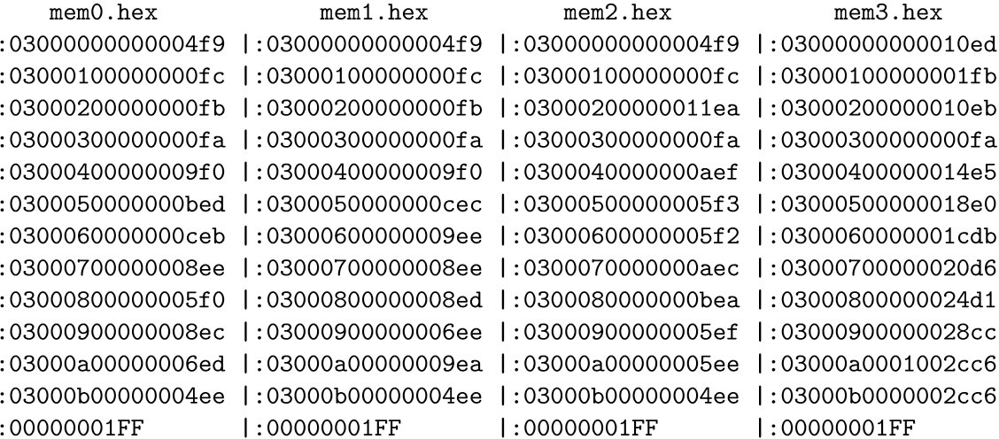 mem0.hex mem1.hex mem2.hex mem3.hex
:03000000000004f9 |:03000000000004f9 |:03000000000004f9 |:03000000000010ed
:03000100000000fc |:03000100000000fc |:03000100000000fc |:03000100000001fb
:03000200000000fb |:03000200000000fb |:03000200000011ea |:03000200000010eb
:03000300000000fa |:03000300000000fa |:03000300000000fa |:03000300000000fa
:03000400000009f0 |:03000400000009f0 |:0300040000000aef |:03000400000014e5
:0300050000000bed |:0300050000000cec |:03000500000005f3 |:03000500000018e0
:0300060000000ceb |:03000600000009ee |:03000600000005f2 |:0300060000001cdb
:03000700000008ee |:03000700000008ee |:0300070000000aec |:03000700000020d6
:03000800000005f0 |:03000800000008ed |:0300080000000bea |:03000800000024d1
:03000900000008ec |:03000900000006ee |:03000900000005ef |:03000900000028cc
:03000a00000006ed |:03000a00000009ea |:03000a00000005ee |:03000a0001002cc6
:03000b00000004ee |:03000b00000004ee |:03000b00000004ee |:03000b0000002cc6
:00000001FF |:00000001FF |:00000001FF |:00000001FF